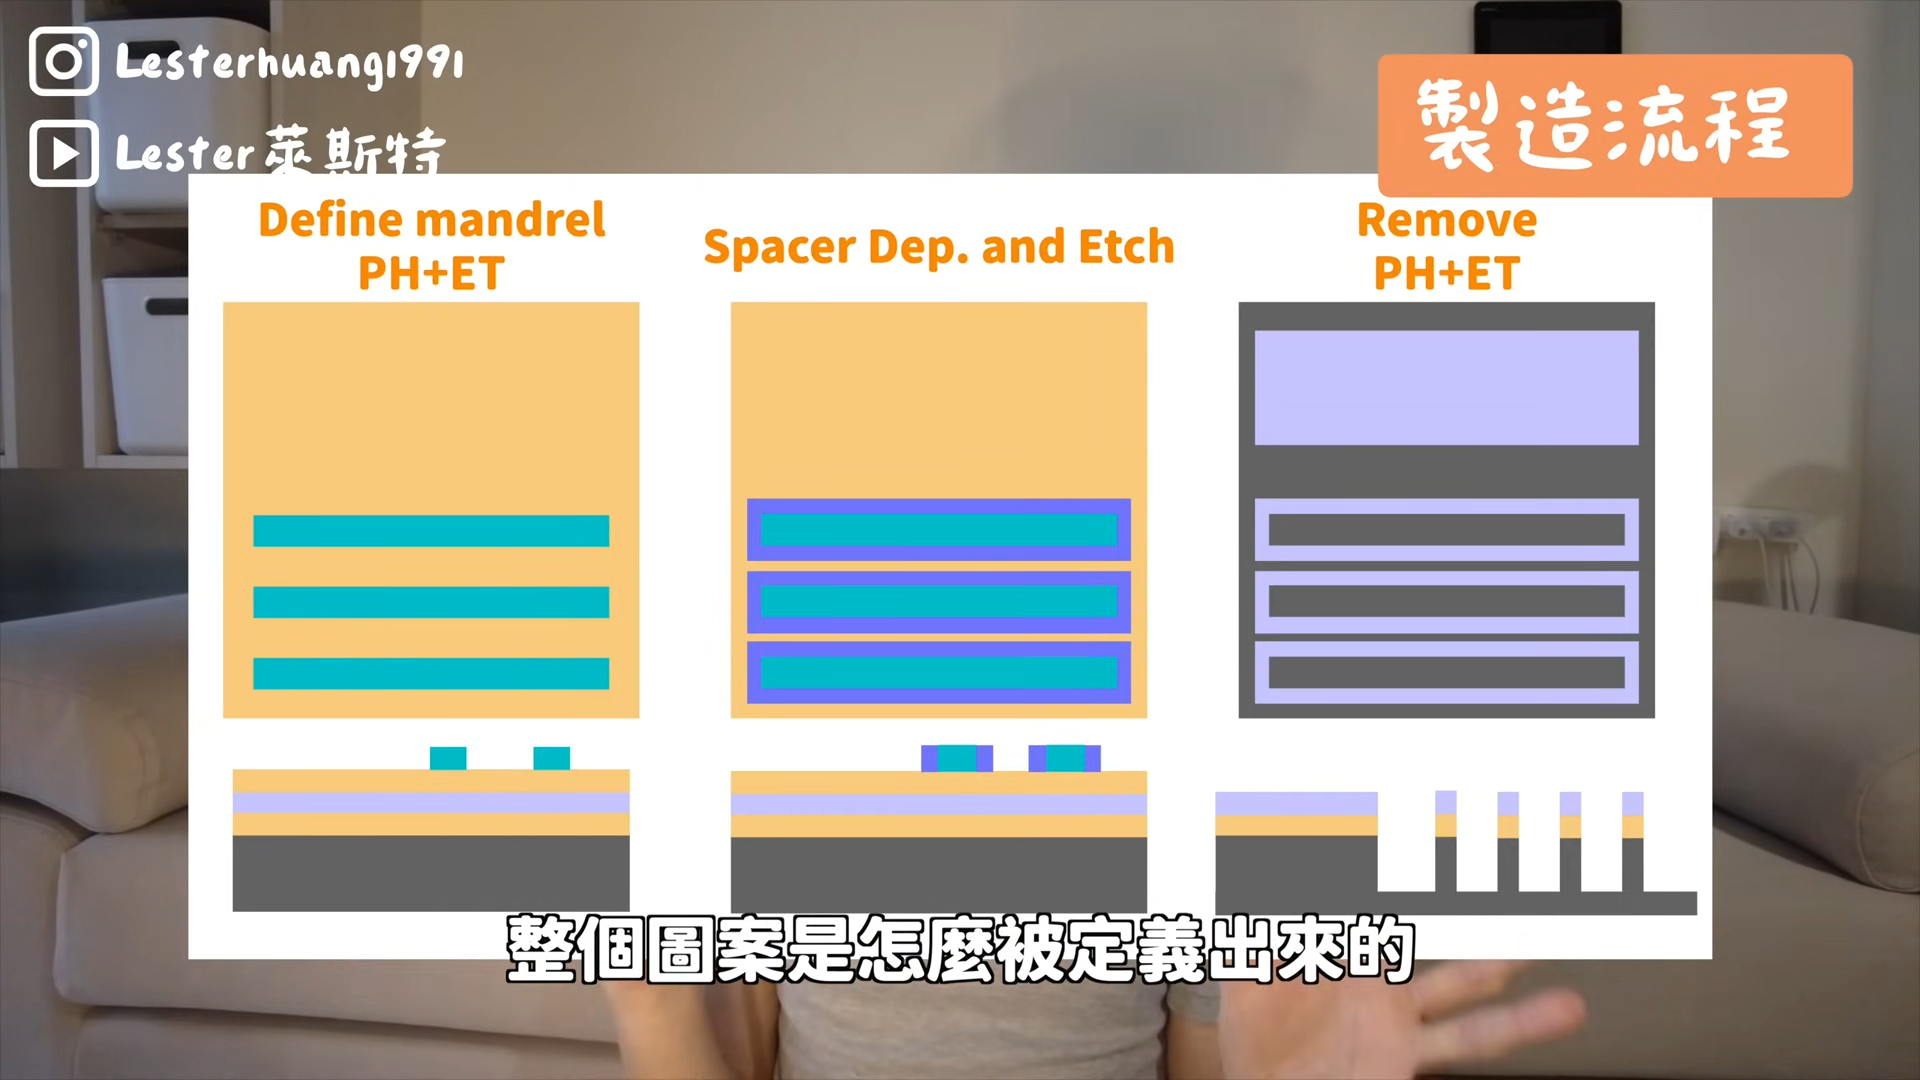 Lesterhuang1991
Lester萊斯特
製造流程
Define mandrel
PH+ET
Spacer Dep. and Etch
Remove
PH+ET
整個圖案是怎麼被定義出來的